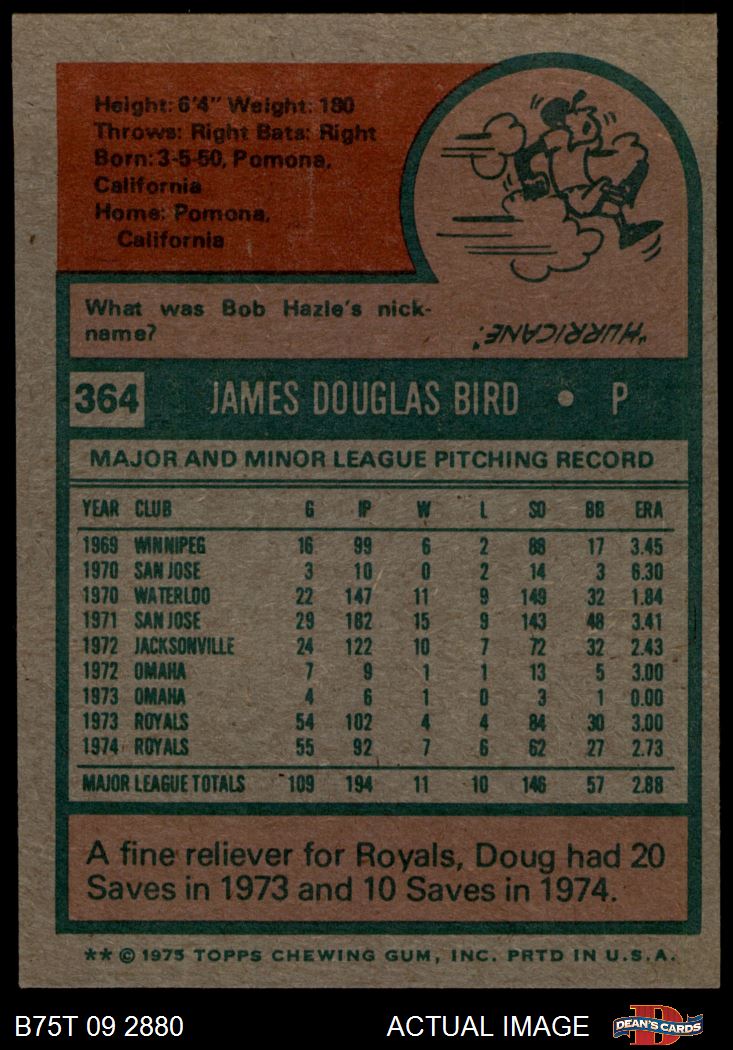 Height: 6'4" Weight: 180
Throws: Right Bats: Right
Born: 3-5-50, Pomona,
California
Home: Pomona,
California
What was Bob Hazle's nick-
name?
"HURRICANE."
364 JAMES DOUGLAS BIRD • P
MAJOR AND MINOR LEAGUE PITCHING RECORD
YEAR CLUB G IP W L SO BB ERA
1969 WINNIPEG 16 99 6 2 88 17 3.45
1970 SAN JOSE 3 10 0 2 14 3 6.30
1970 WATERLOO 22 147 11 9 149 32 1.84
1971 SAN JOSE 29 182 15 9 143 48 3.41
1972 JACKSONVILLE 24 122 10 7 72 32 2.43
1972 OMAHA 7 9 1 1 13 5 3.00
1973 OMAHA 4 6 1 0 3 1 0.00
1973 ROYALS 54 102 4 4 84 30 3.00
1974 ROYALS 55 92 7 6 62 27 2.73
MAJOR LEAGUE TOTALS 109 194 11 10 146 57 2.88
A fine reliever for Royals, Doug had 20
Saves in 1973 and 10 Saves in 1974.
** © 1975 TOPPS CHEWING GUM, INC. PRTD IN U.S.A.
B75T 09 2880 ACTUAL IMAGE DEAN'S CARDS